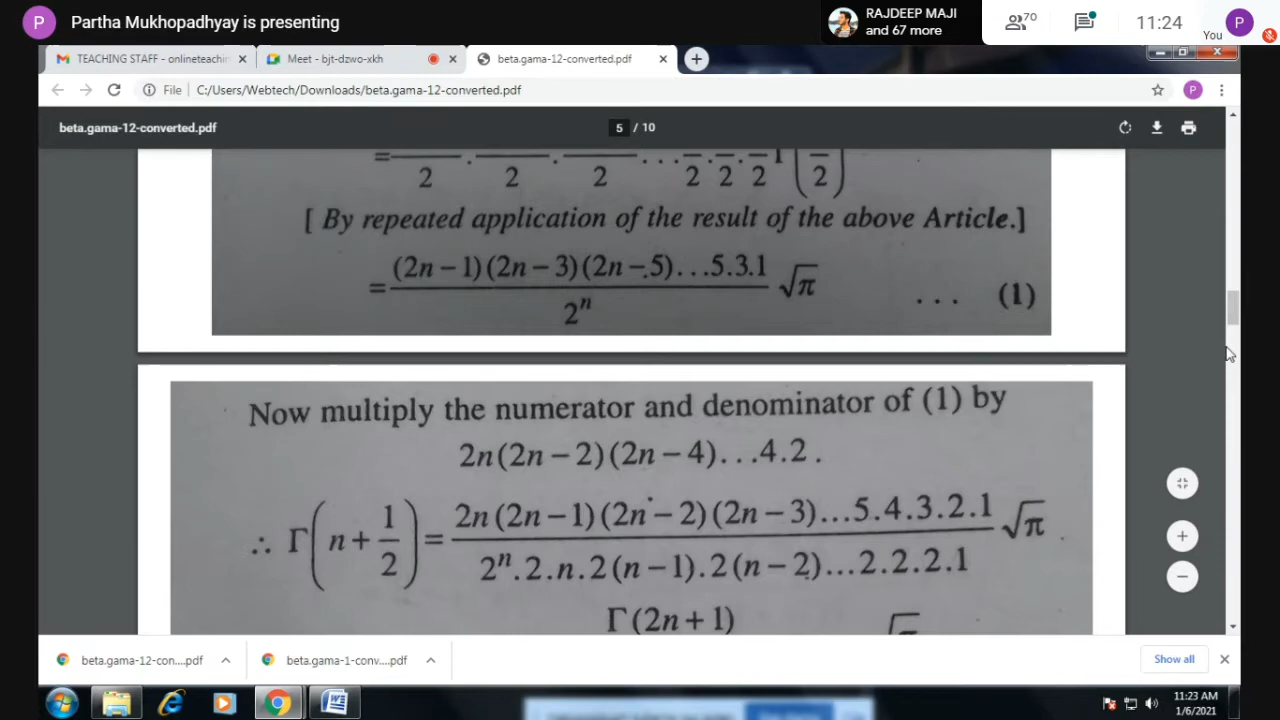 Partha Mukhopadhyay is presenting
RAJDEEP MAJI
and 67 more
70
11:24
You
P
TEACHING STAFF - onlineteachin
Meet - bjt-dzwo-xkh
beta.gama-12-converted.pdf
File | C:/Users/Webtech/Downloads/beta.gama-12-converted.pdf
beta.gama-12-converted.pdf
5 / 10
[ By repeated application of the result of the above Article.]
= (2n − 1)(2n − 3)(2n − 5)...5.3.1 / 2^n √π ... (1)
Now multiply the numerator and denominator of (1) by
2n(2n − 2)(2n − 4)...4.2 .
∴ Γ(n + 1/2) = 2n(2n − 1)(2n − 2)(2n − 3)...5.4.3.2.1 / 2^n.2.n.2(n − 1).2(n − 2)...2.2.2.1 √π
Γ(2n + 1)
beta.gama-12-con....pdf
beta.gama-1-conv....pdf
Show all
11:23 AM
1/6/2021